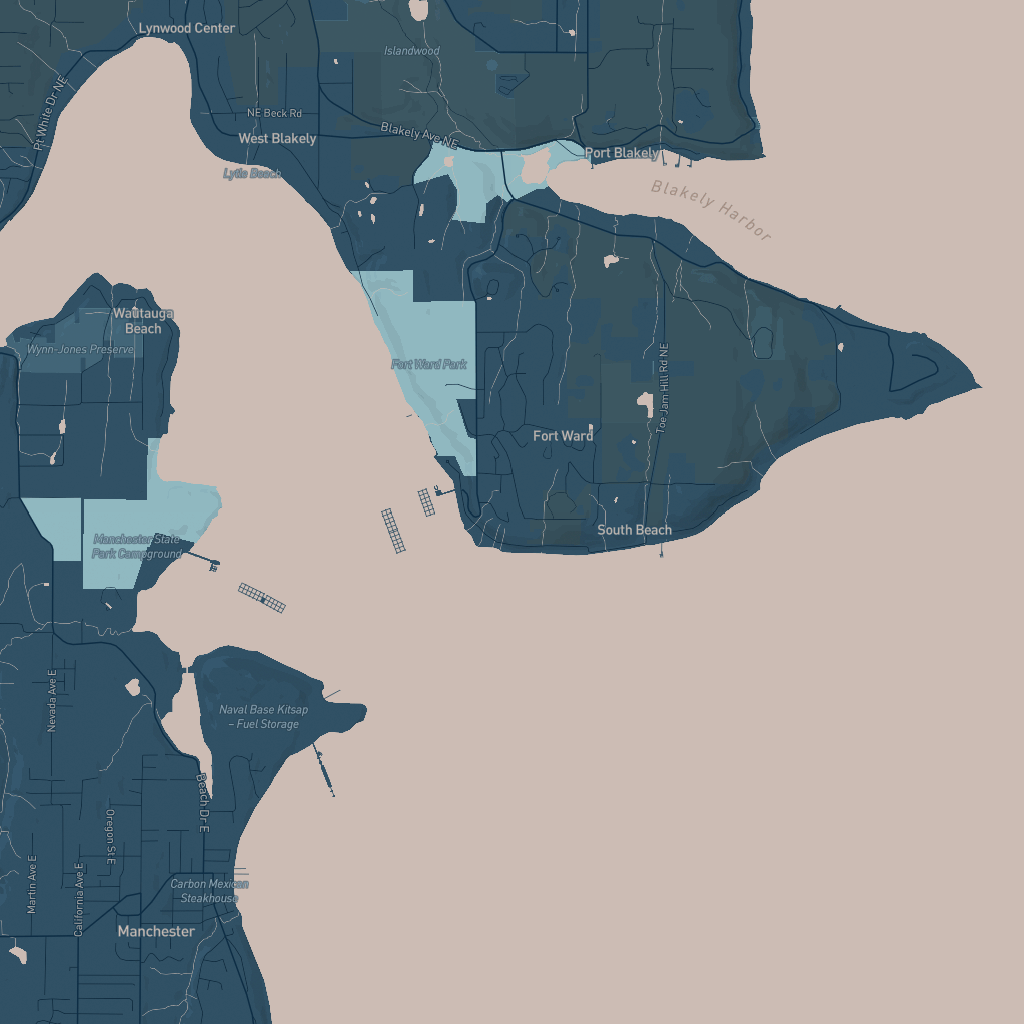 Lynwood Center
Islandwood
Pt White Dr NE
NE Beck Rd
Blakely Ave NE
West Blakely
Port Blakely
Lytle Beach
Blakely Harbor
Wautauga
Beach
Wynn-Jones Preserve
Fort Ward Park
Toe Jam Hill Rd NE
Fort Ward
South Beach
Manchester State
Park Campground
Nevada Ave E
Naval Base Kitsap
– Fuel Storage
Beach Dr E
Oregon St E
Martin Ave E
California Ave E
Carbon Mexican
Steakhouse
Manchester